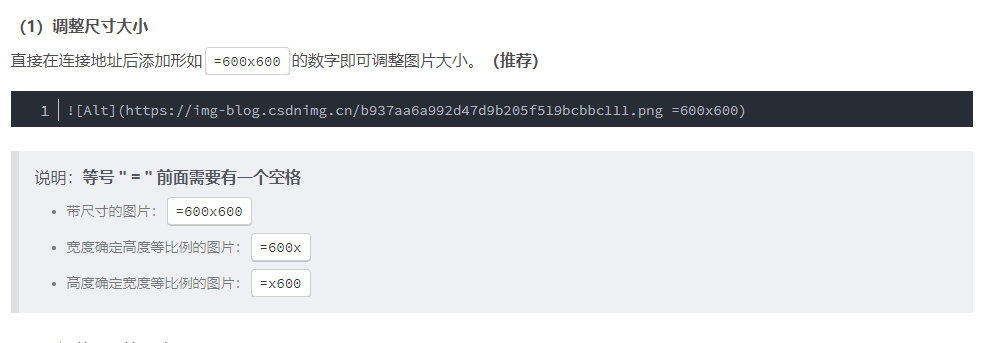 （1）调整尺寸大小
直接在连接地址后添加形如 =600x600 的数字即可调整图片大小。（推荐）
1 ![Alt](https://img-blog.csdnimg.cn/b937aa6a992d47d9b205f519bcbbc111.png =600x600)
说明：等号 " = " 前面需要有一个空格
• 带尺寸的图片： =600x600
• 宽度确定高度等比例的图片： =600x
• 高度确定宽度等比例的图片： =x600